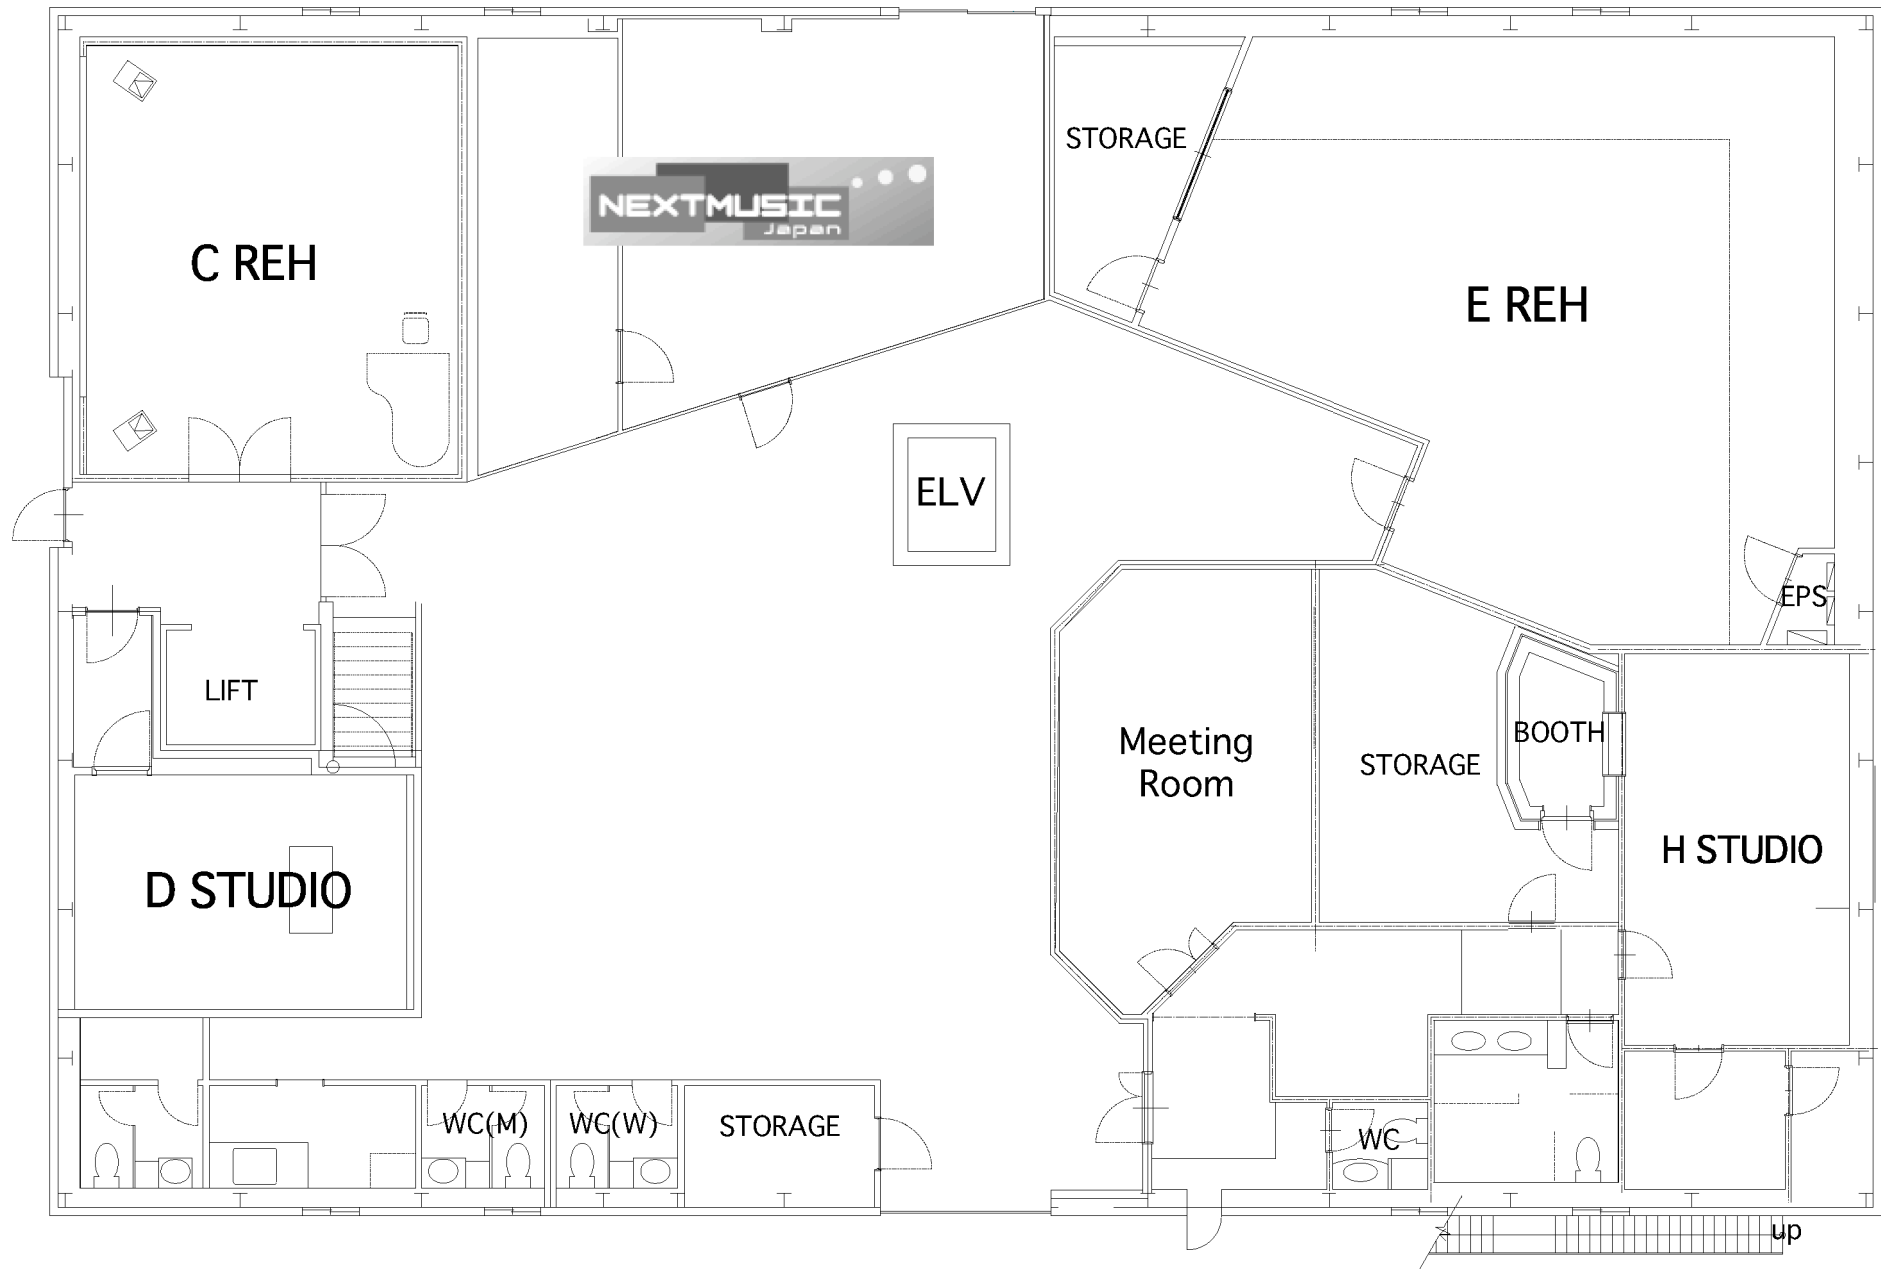 STORAGE
NEXTMUSIC
Japan
C REH
E REH
ELV
EPS
LIFT
BOOTH
Meeting
Room
STORAGE
H STUDIO
D STUDIO
WC(M)
WC(W)
STORAGE
WC
up